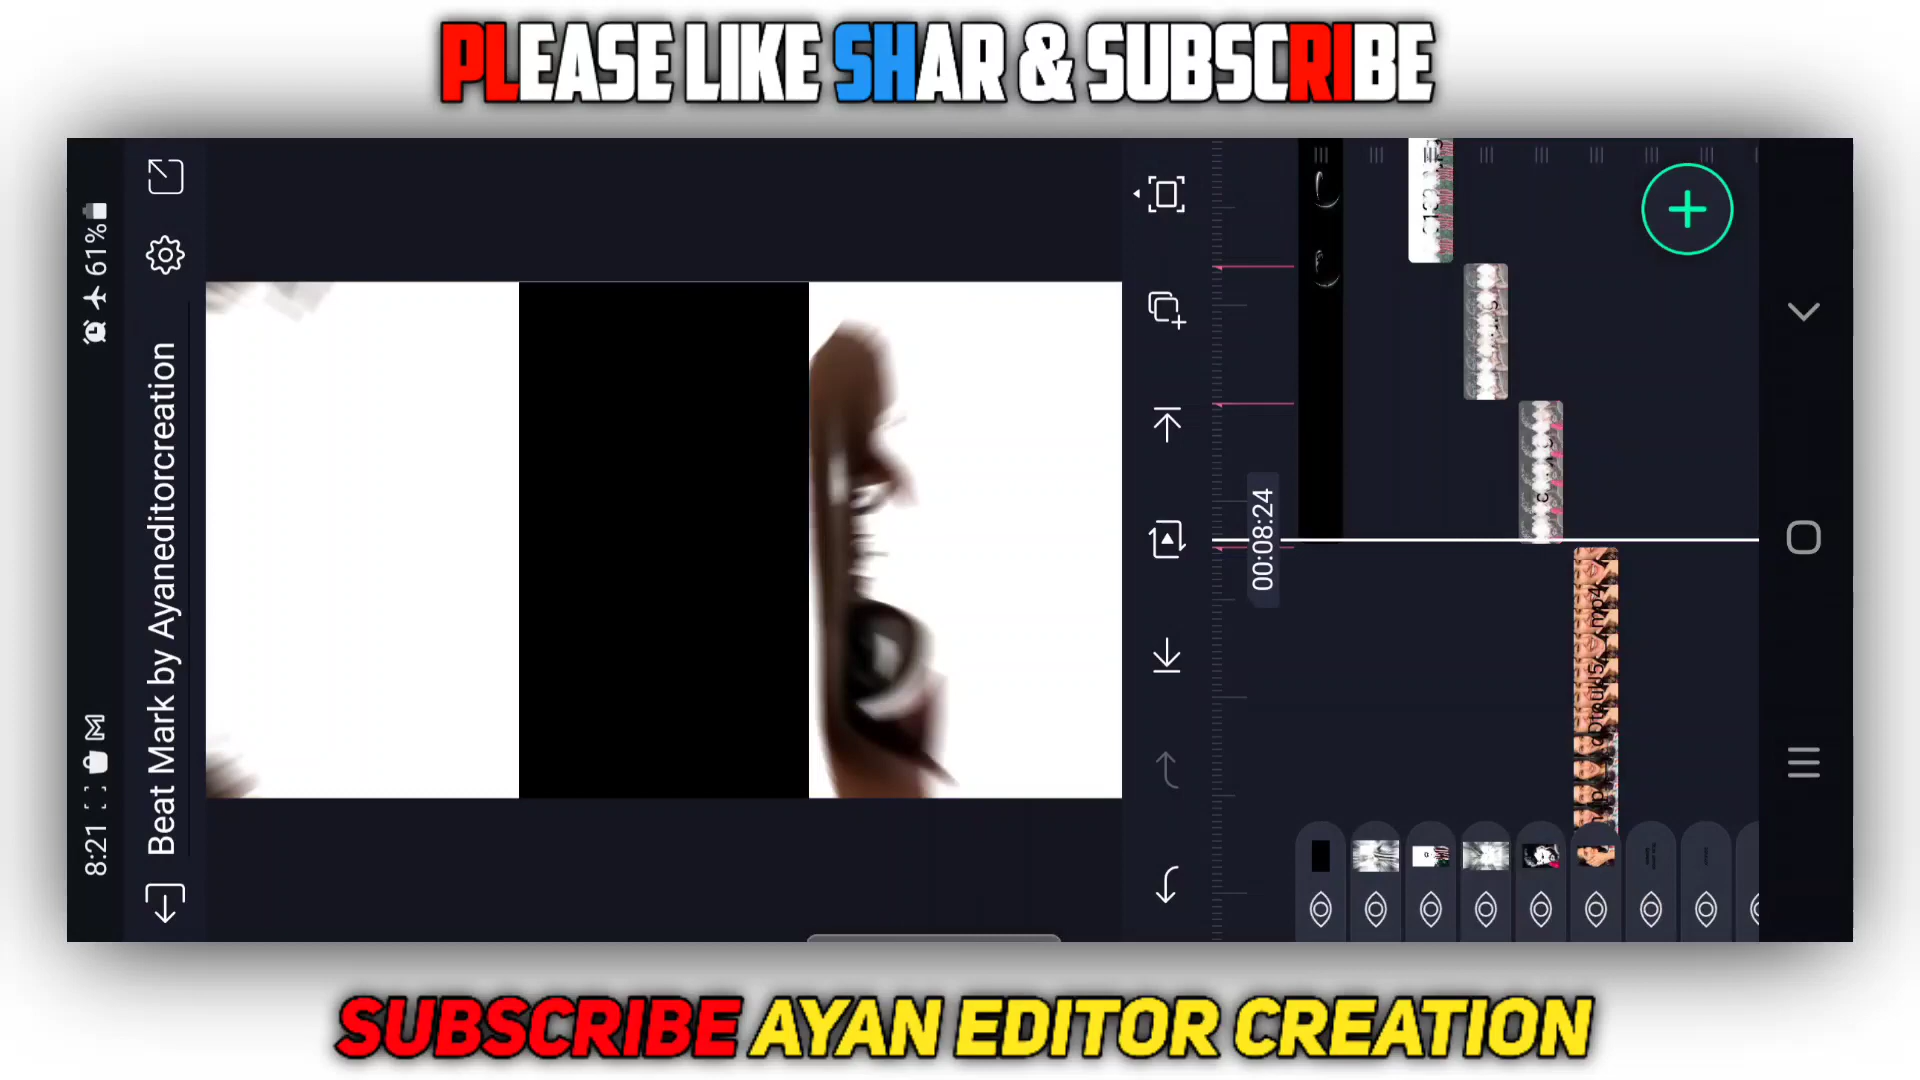 PLEASE LIKE SHAR & SUBSCRIBE
8:21
61%
Beat Mark by Ayaneditorcreation
00:08:24
SUBSCRIBE AYAN EDITOR CREATION